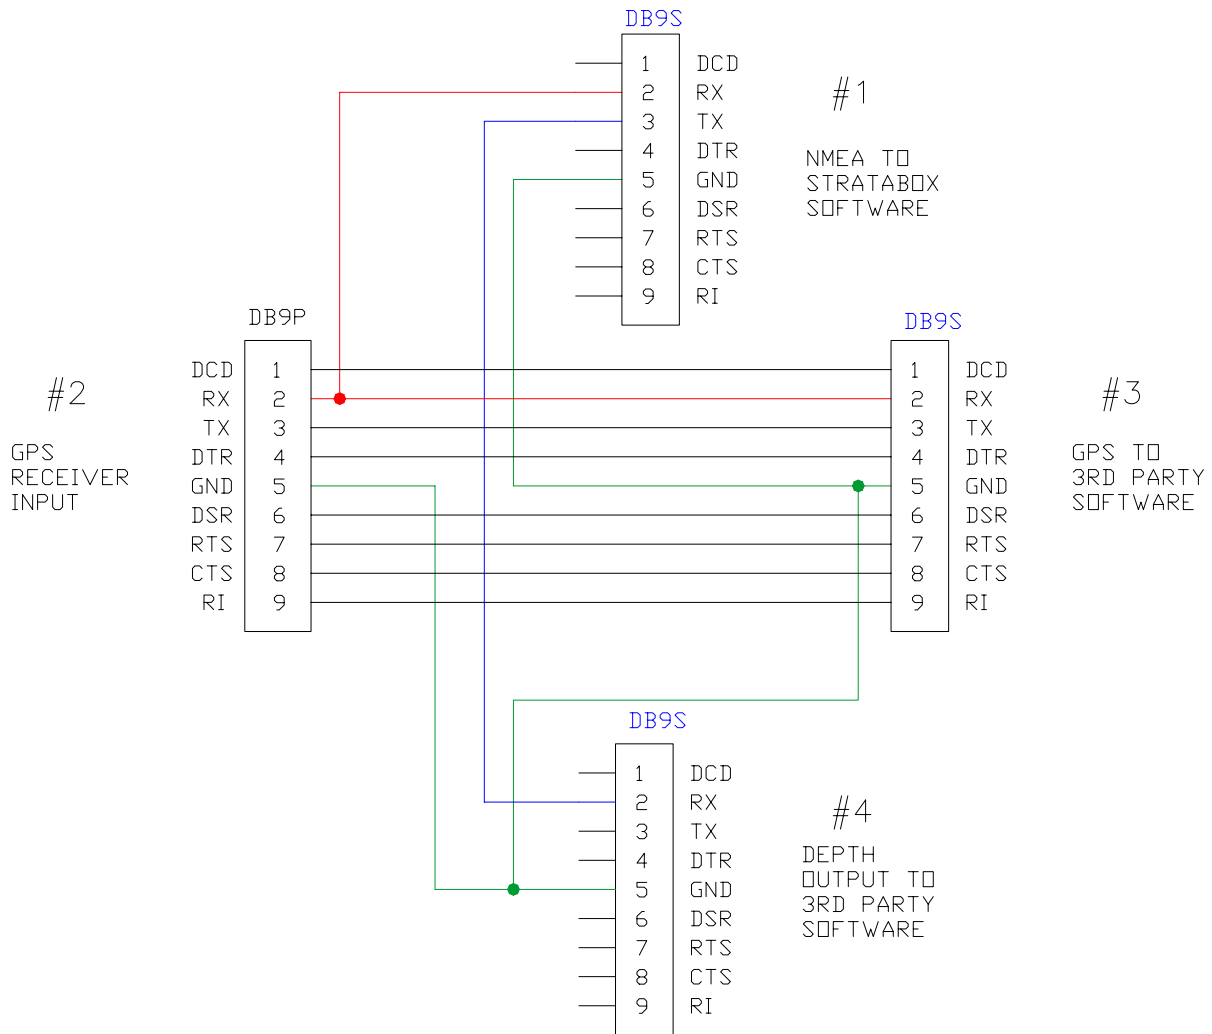 DB9S
1 DCD
2 RX
3 TX
4 DTR
5 GND
6 DSR
7 RTS
8 CTS
9 RI
#1
NMEA TO
STRATABOX
SOFTWARE
DB9P
DCD 1
RX 2
TX 3
DTR 4
GND 5
DSR 6
RTS 7
CTS 8
RI 9
#2
GPS
RECEIVER
INPUT
DB9S
1 DCD
2 RX
3 TX
4 DTR
5 GND
6 DSR
7 RTS
8 CTS
9 RI
#3
GPS TO
3RD PARTY
SOFTWARE
DB9S
1 DCD
2 RX
3 TX
4 DTR
5 GND
6 DSR
7 RTS
8 CTS
9 RI
#4
DEPTH
OUTPUT TO
3RD PARTY
SOFTWARE